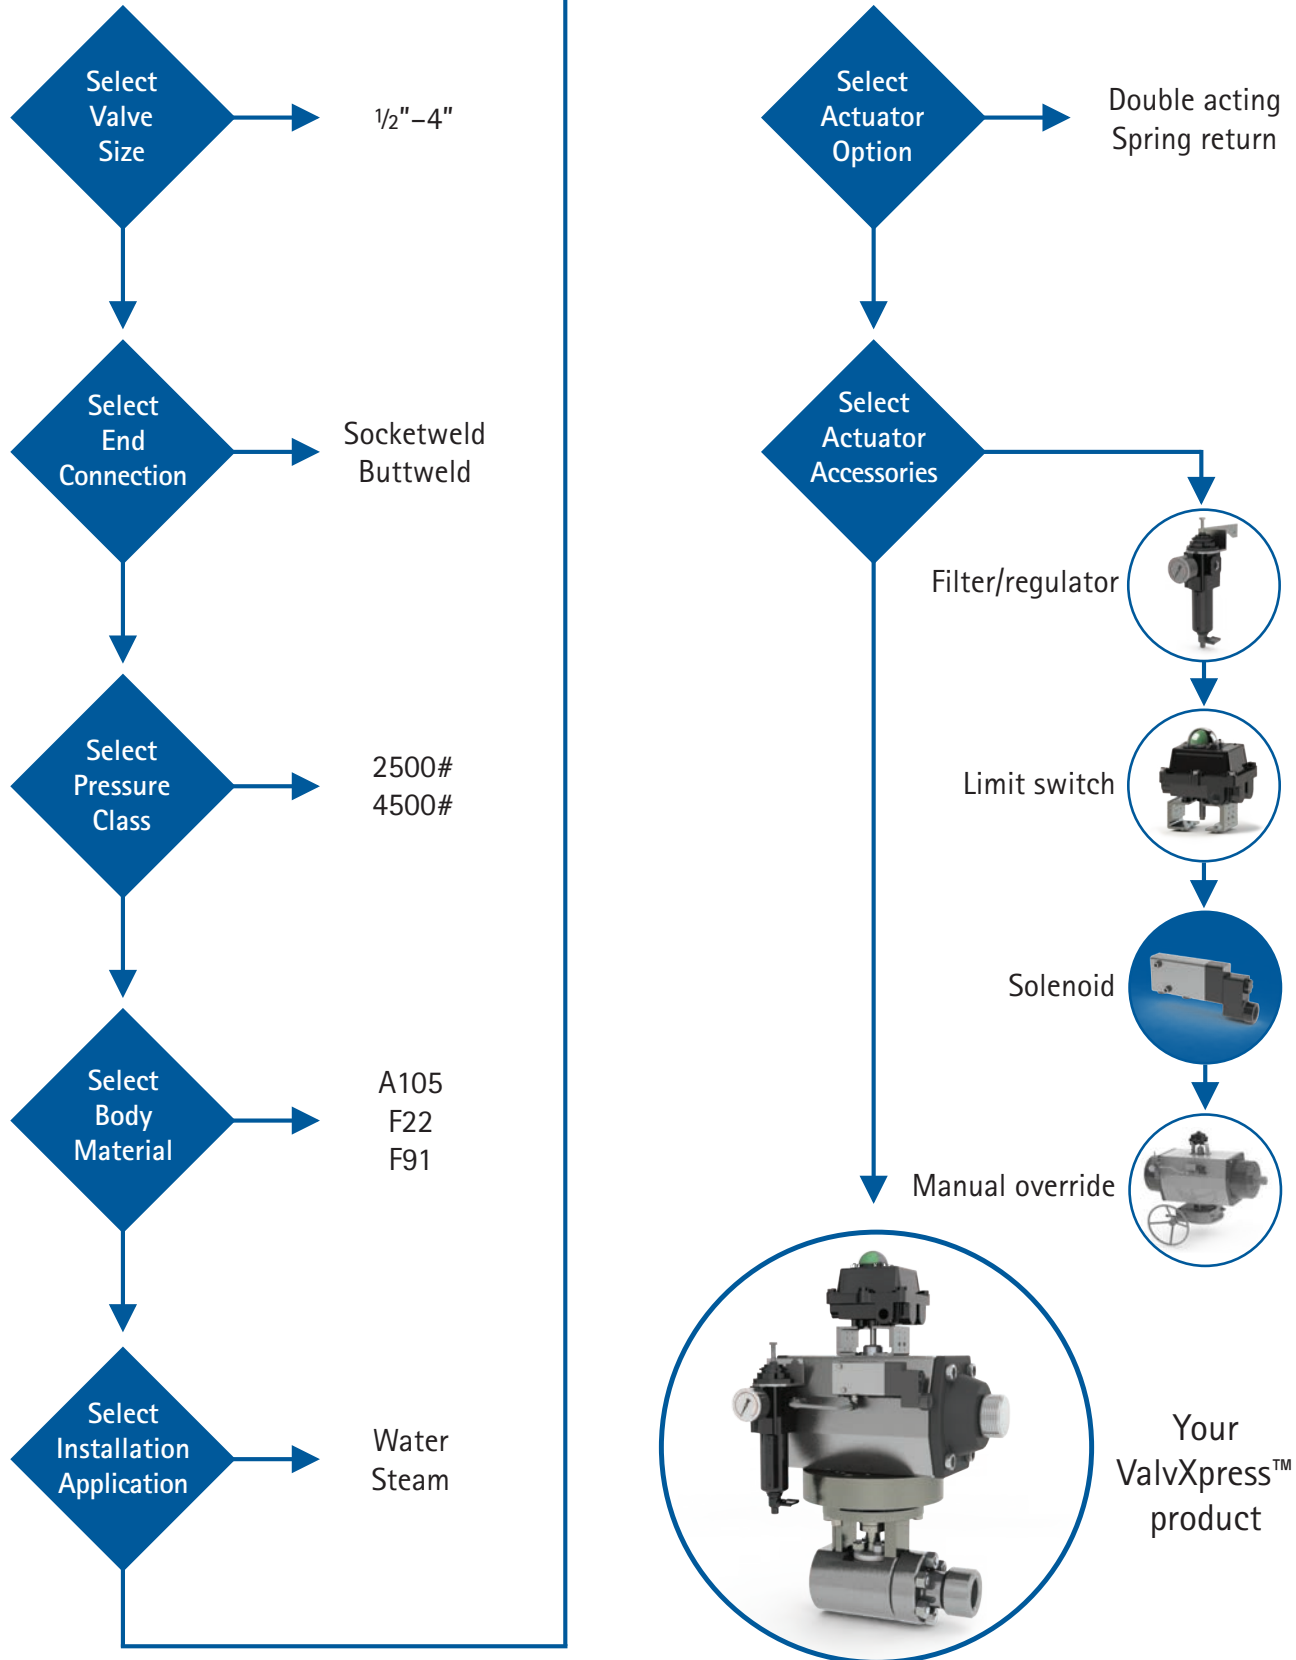 Select
Valve
Size
½"–4"
Select
End
Connection
Socketweld
Buttweld
Select
Pressure
Class
2500#
4500#
Select
Body
Material
A105
F22
F91
Select
Installation
Application
Water
Steam
Select
Actuator
Option
Double acting
Spring return
Select
Actuator
Accessories
Filter/regulator
Limit switch
Solenoid
Manual override
Your
ValvXpress™
product